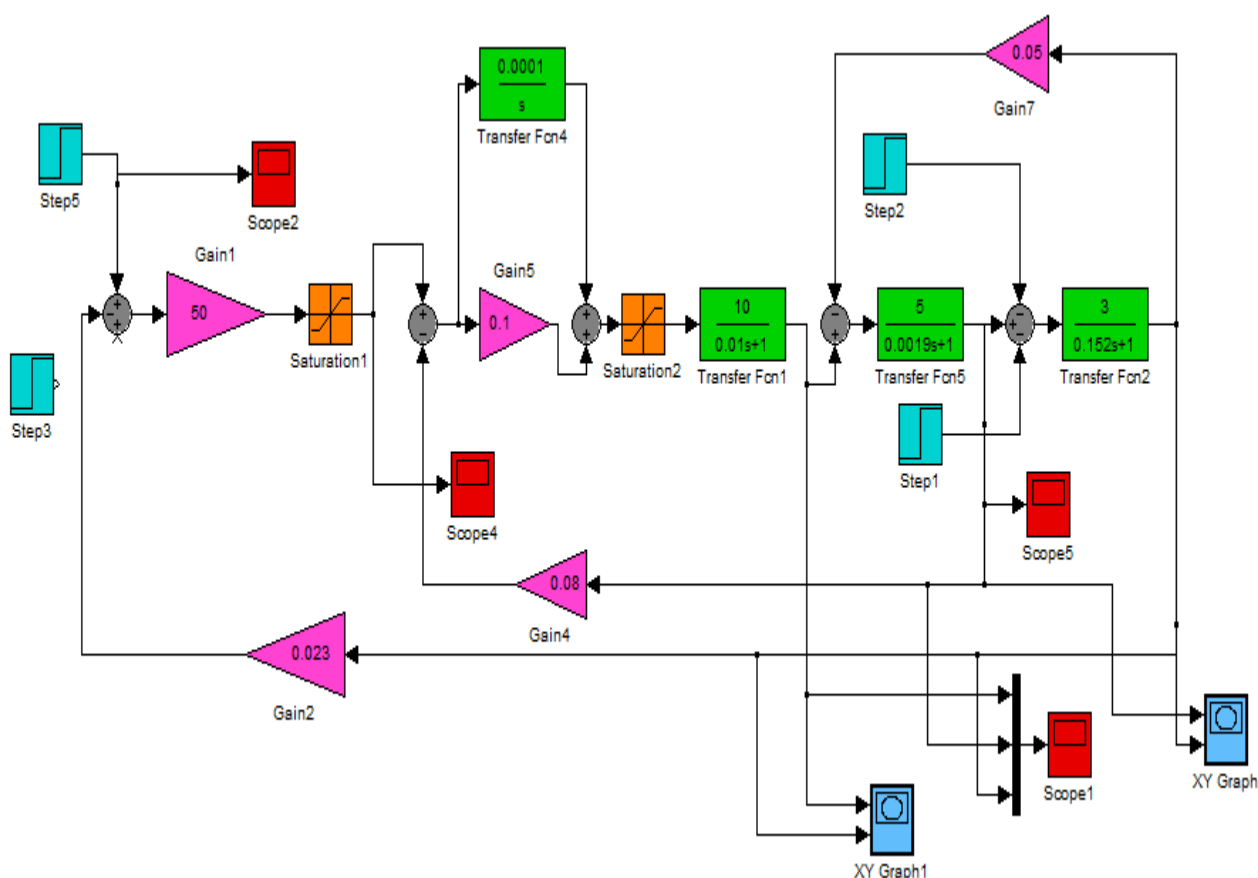 0.05
Gain7
0.0001
s
Transfer Fcn4
Step5
Scope2
Step2
Gain1
50
Saturation1
+
+
+
-
Gain5
0.1
+
+
Saturation2
10
0.01s+1
Transfer Fcn1
-
+
5
0.0019s+1
Transfer Fcn5
-
+
-
3
0.152s+1
Transfer Fcn2
Step3
Step1
Scope4
Scope5
0.08
Gain4
0.023
Gain2
Scope1
XY Graph
XY Graph1